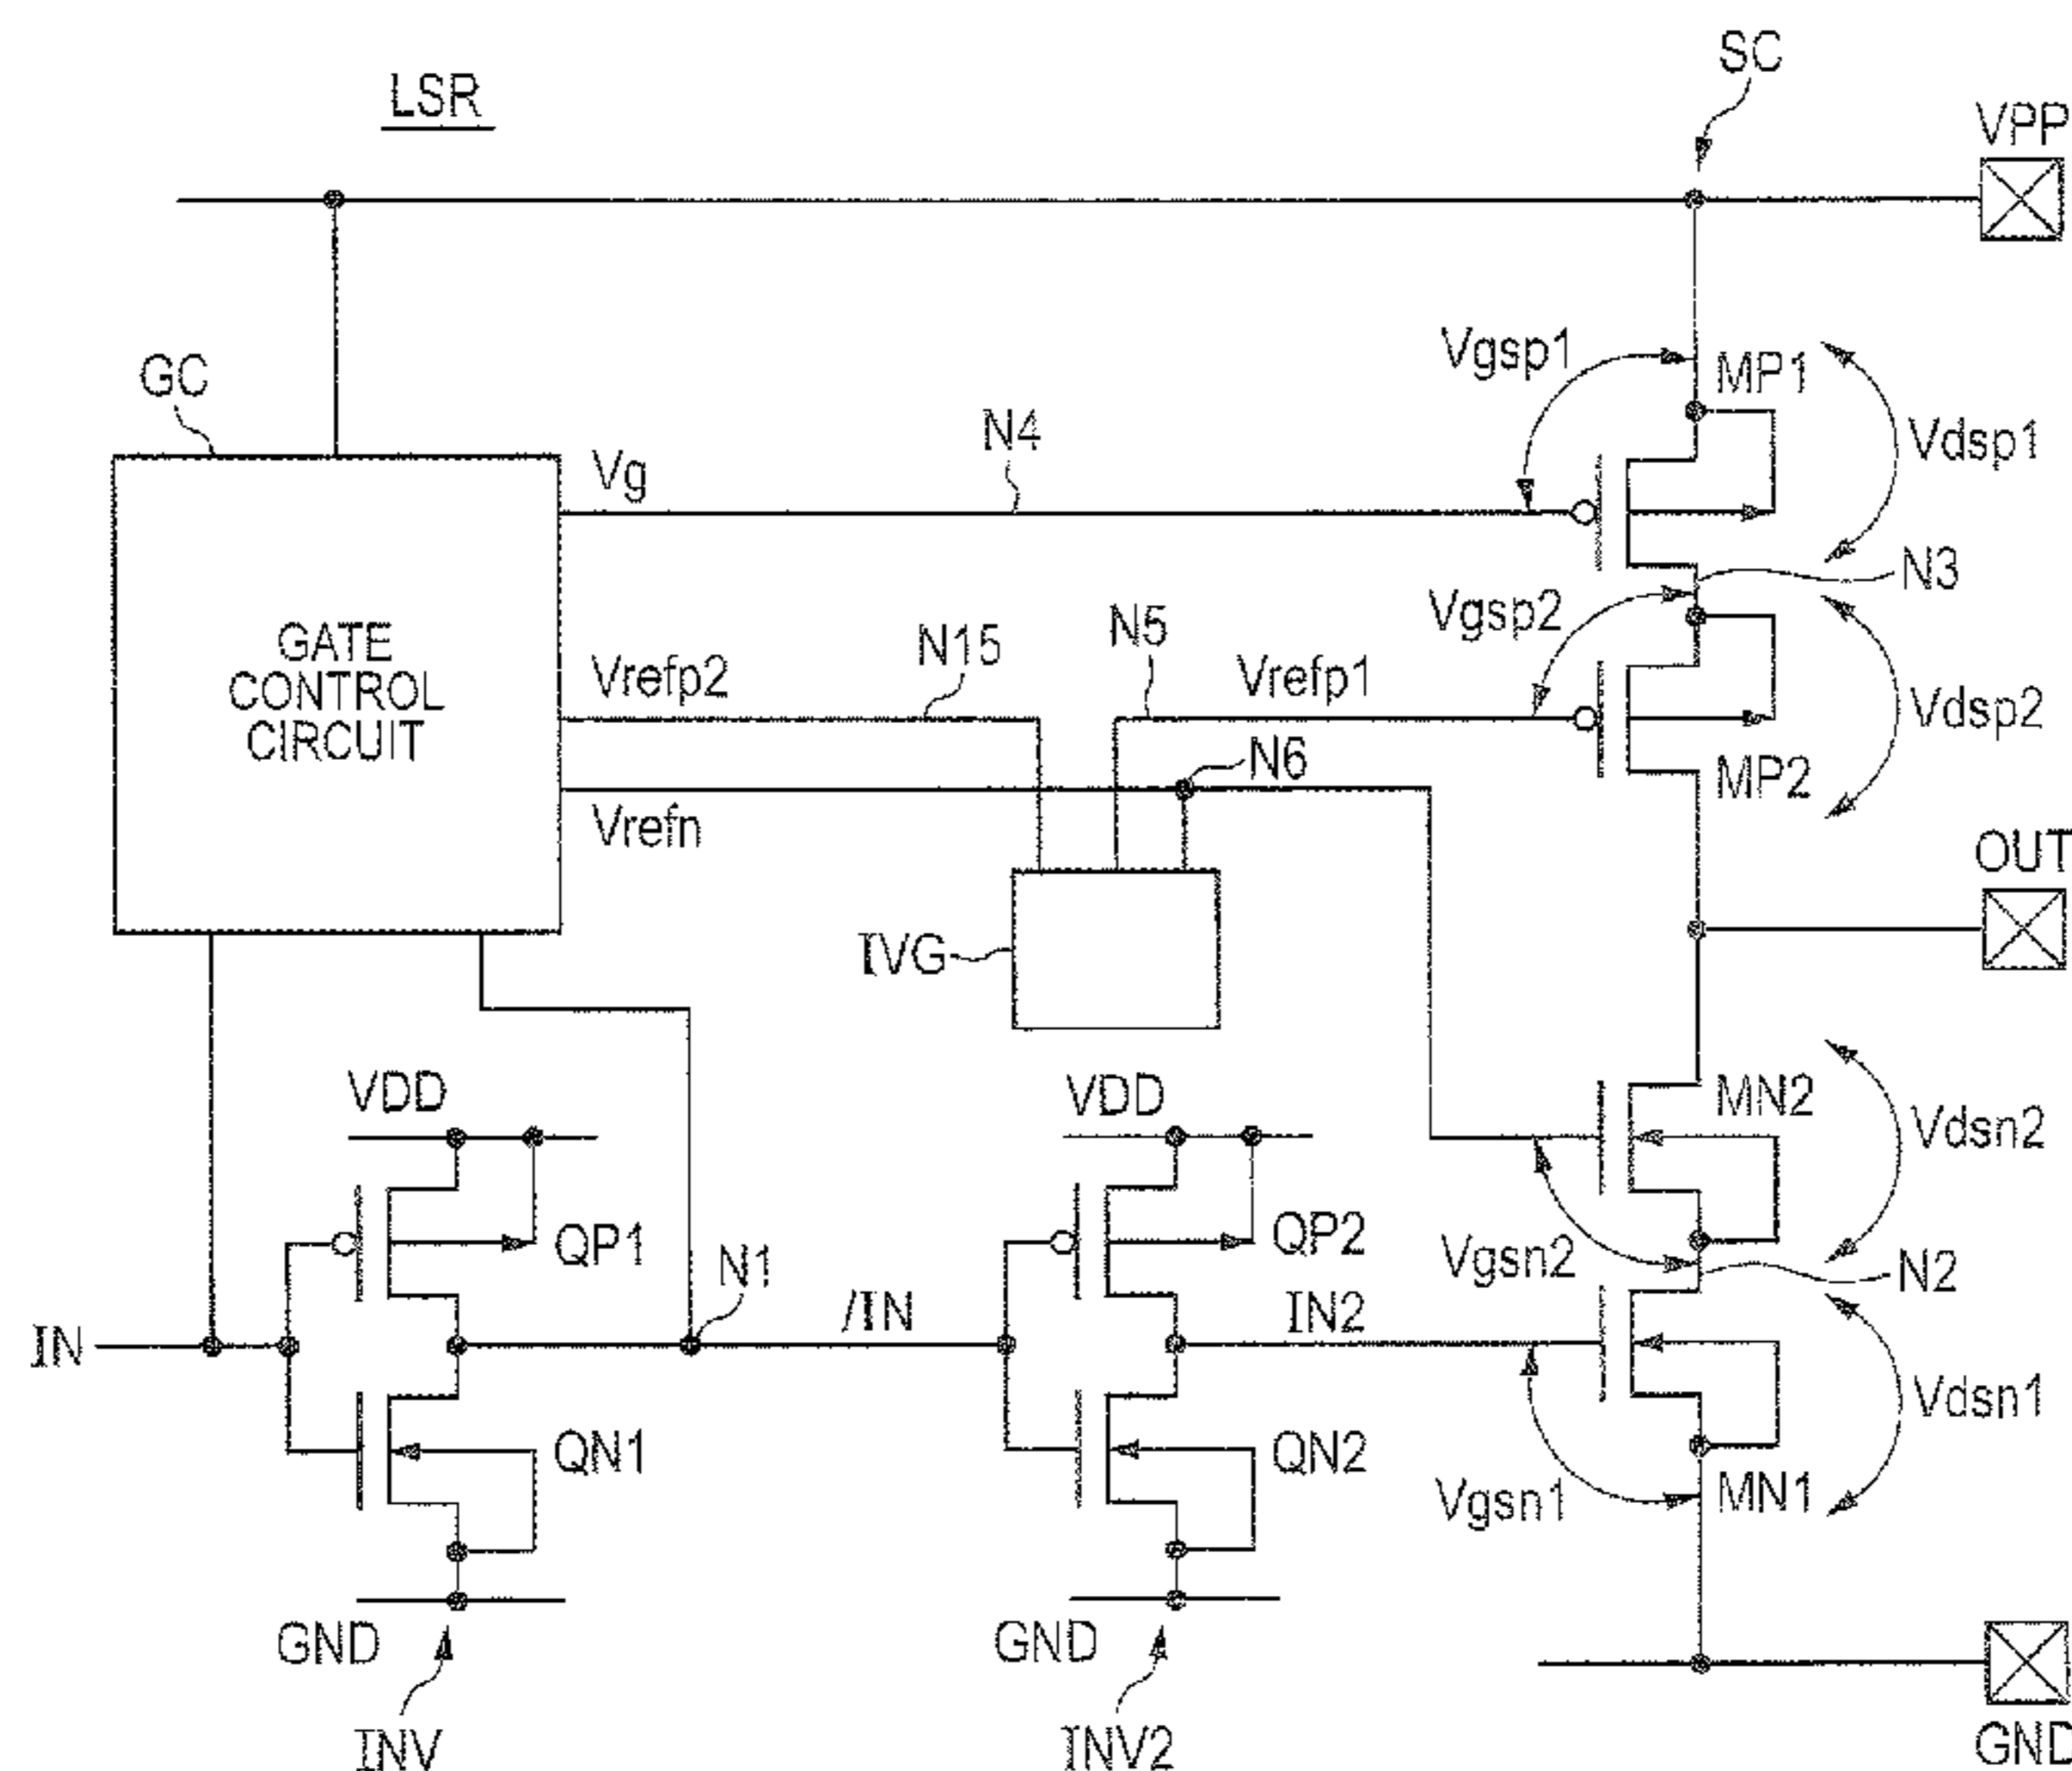 SC
LSR
VPP
Vgsp1
MP1
GC
Vdsp1
N4
Vg
N3
Vgsp2
GATE
CONTROL
CIRCUIT
N15
N5
Vrefp2
Vrefp1
Vdsp2
N6
MP2
Vrefn
OUT
IVG
VDD
VDD
MN2
Vdsn2
QP1
QP2
Vgsn2
N2
N1
/IN
IN2
IN
Vdsn1
QN1
QN2
Vgsn1
MN1
GND
GND
INV
INV2
GND